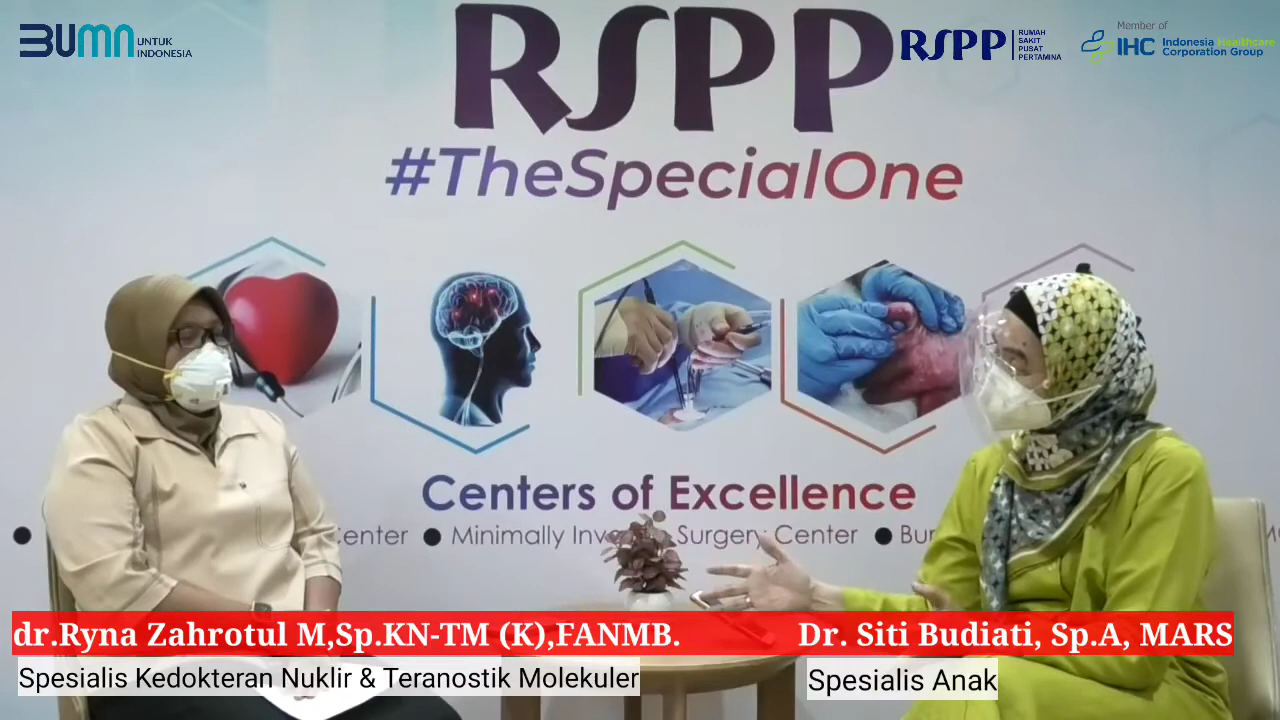 BUMN UNTUK INDONESIA
RSPP
RSPP RUMAH SAKIT PUSAT PERTAMINA
Member of
IHC Indonesia Healthcare Corporation Group
#TheSpecialOne
Centers of Excellence
Center ● Minimally Surgery Center ●
dr.Ryna Zahrotul M,Sp.KN-TM (K),FANMB.
Dr. Siti Budiati, Sp.A, MARS
Spesialis Kedokteran Nuklir & Teranostik Molekuler
Spesialis Anak